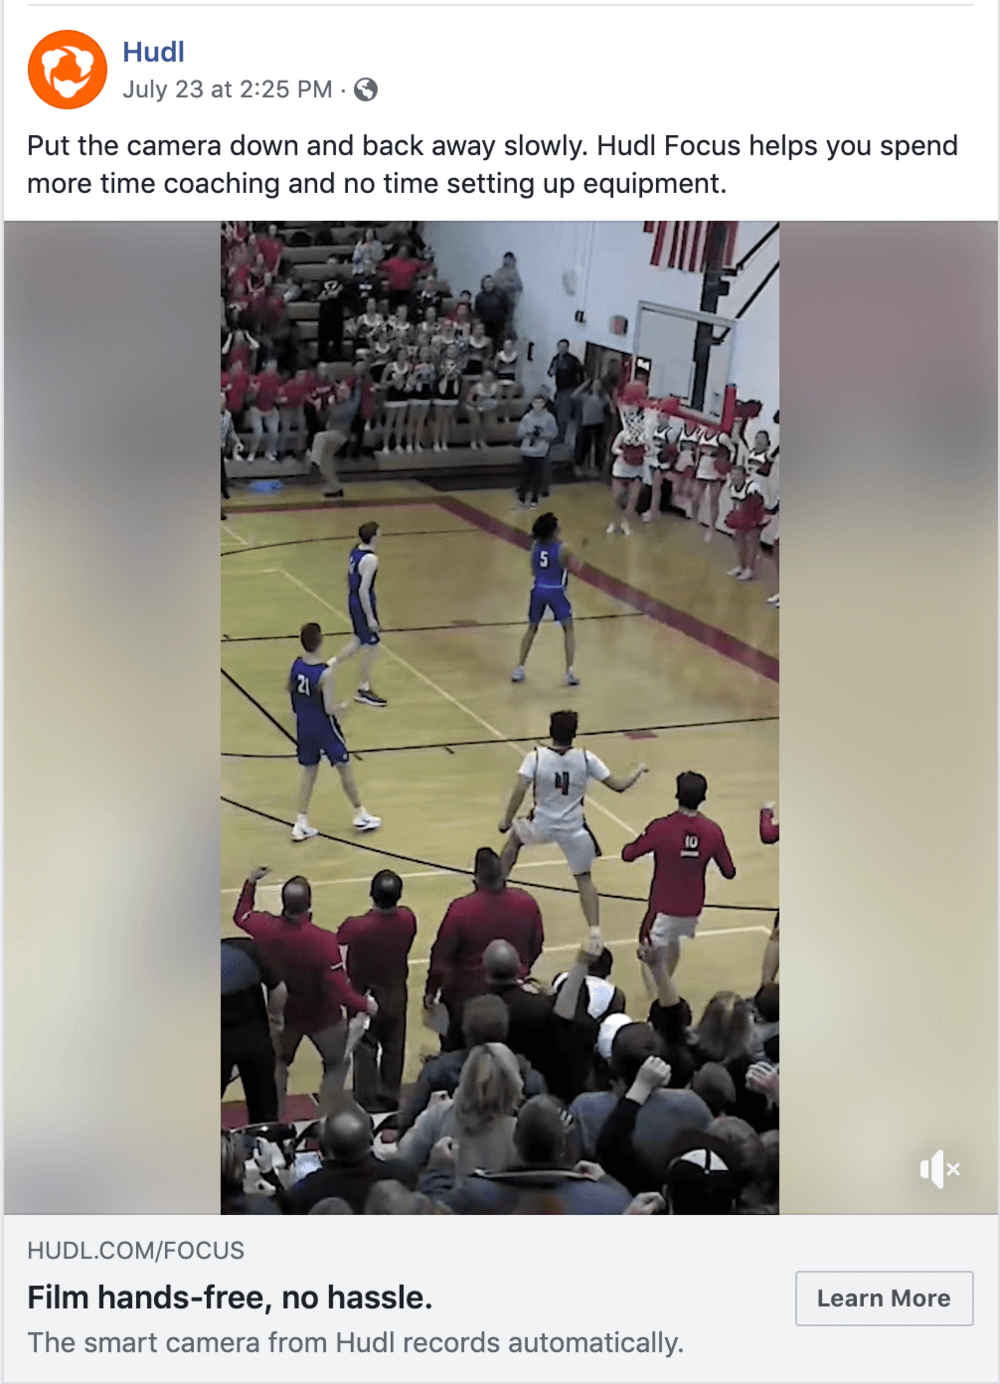 Hudl
July 23 at 2:25 PM ·
Put the camera down and back away slowly. Hudl Focus helps you spend
more time coaching and no time setting up equipment.
5
21
4
10
HUDL.COM/FOCUS
Film hands-free, no hassle.
Learn More
The smart camera from Hudl records automatically.